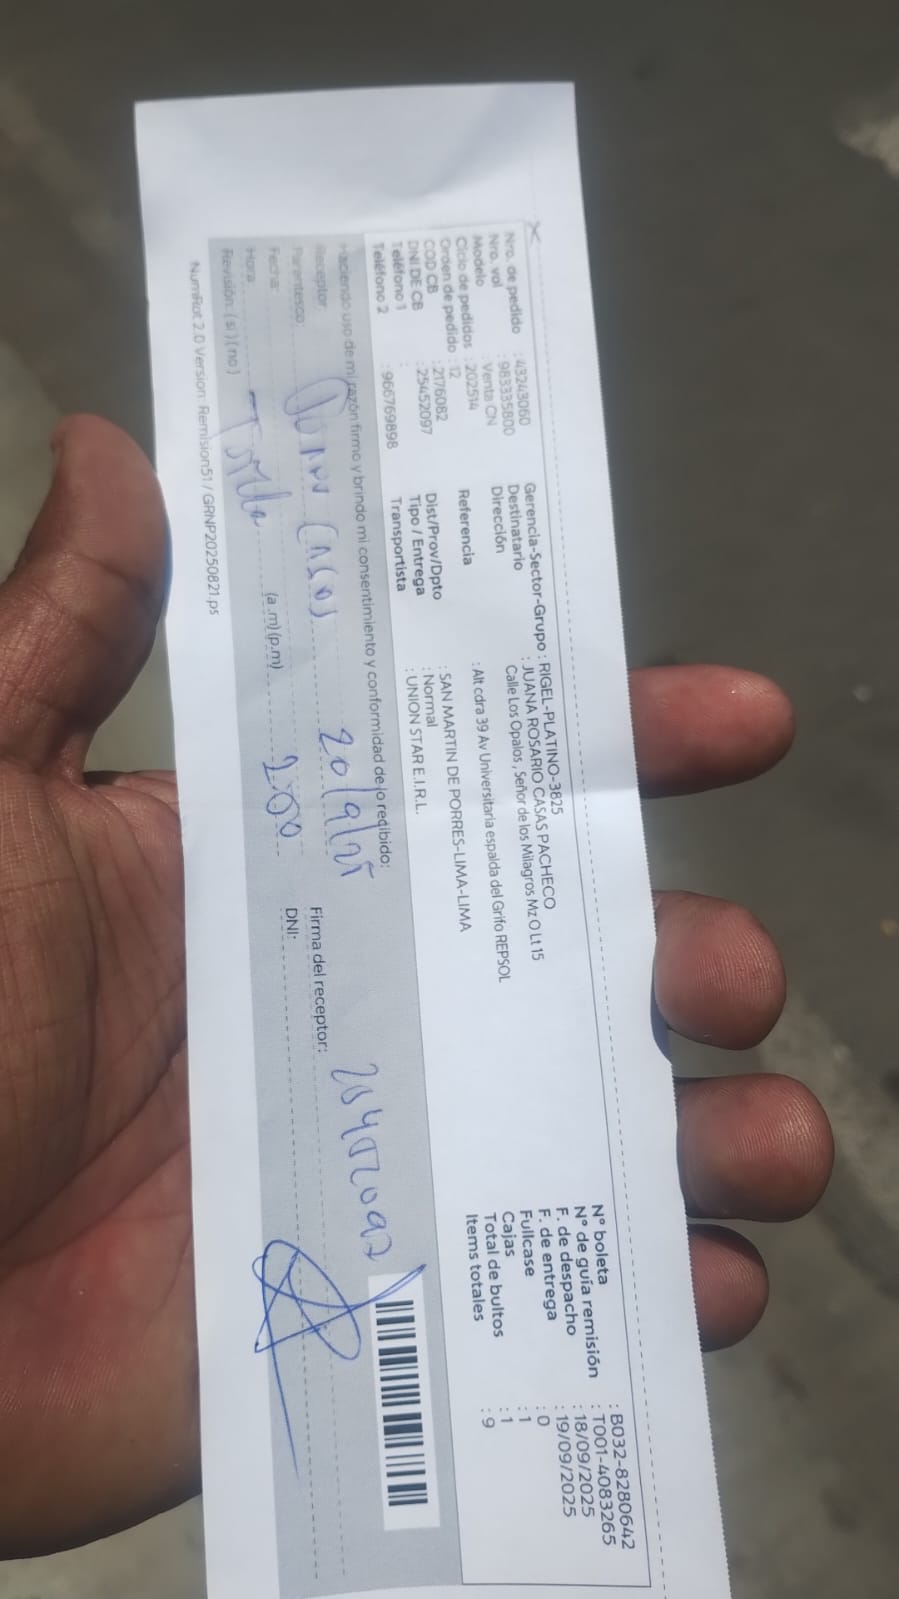 Nro. de pedido : 43243060
Nro. vol : 983335800
Modelo : Venta CN
Ciclo de pedidos : 202514
Orden de pedido : 12
COD CB : 2176082
DNI DE CB : 25452097
Teléfono 1 :
Teléfono 2 : 966769898
Gerencia-Sector-Grupo : RIGEL-PLATINO-3825
Destinatario : JUANA ROSARIO CASAS PACHECO
Dirección Calle Los Opalos , Señor de los Milagros Mz O Lt 15
Referencia : Alt cdra 39 Av Universitaria espalda del Grifo REPSOL
Dist/Prov/Dpto : SAN MARTIN DE PORRES-LIMA-LIMA
Tipo / Entrega : Normal
Transportista : UNION STAR E.I.R.L.
N° boleta : B032-8280642
N° de guía remisión : T001-4083265
F. de despacho : 18/09/2025
F. de entrega : 19/09/2025
Fullcase : 0
Cajas : 1
Total de bultos : 1
Items totales : 9
Haciendo uso de mi razón firmo y brindo mi consentimiento y conformidad de lo recibido:
Receptor:
Parentesco:
20/9/25
Fecha:
Hora: (a .m) (p.m)
2:00
Revisión: ( si ) ( no )
Firma del receptor:
DNI:
NumRot 2.0 Version: Remision51 / GRNP20250821.ps